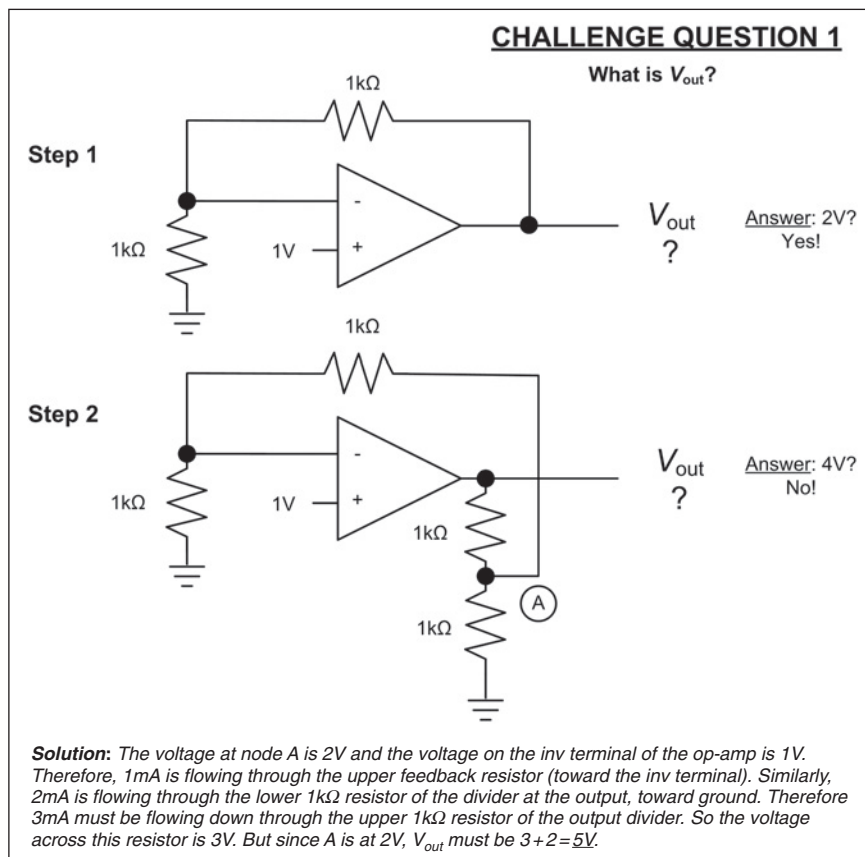 CHALLENGE QUESTION 1
What is Vout?
1kΩ
Step 1
-
1kΩ
1V
+
Vout
?
Answer: 2V?
Yes!
1kΩ
Step 2
-
1kΩ
1V
+
Vout
?
Answer: 4V?
No!
1kΩ
A
1kΩ
Solution: The voltage at node A is 2V and the voltage on the inv terminal of the op-amp is 1V.
Therefore, 1mA is flowing through the upper feedback resistor (toward the inv terminal). Similarly,
2mA is flowing through the lower 1kΩ resistor of the divider at the output, toward ground. Therefore
3mA must be flowing down through the upper 1kΩ resistor of the output divider. So the voltage
across this resistor is 3V. But since A is at 2V, Vout must be 3+2=5V.